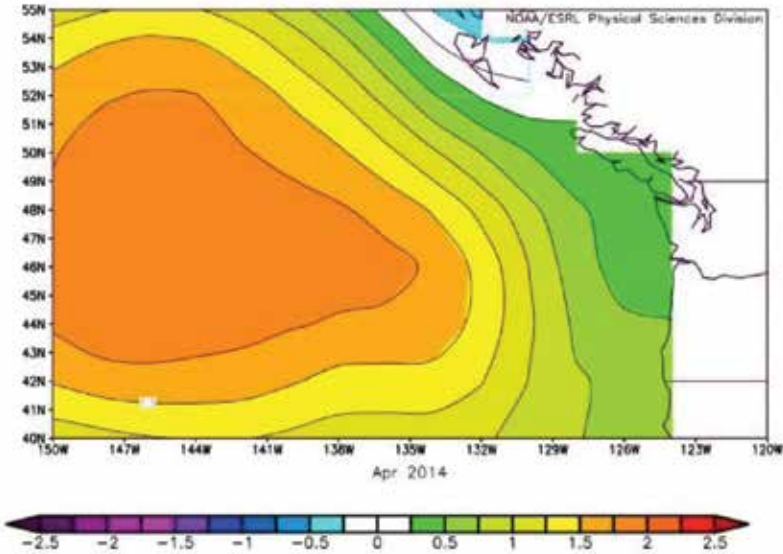 55N
NOAA/ESRL Physical Sciences Division
54N
53N
52N
51N
50N
49N
48N
47N
46N
45N
44N
43N
42N
41N
40N
150W 147W 144W 141W 138W 135W 132W 129W 126W 123W 120W
Apr 2014
-2.5 -2 -1.5 -1 -0.5 0 0.5 1 1.5 2 2.5